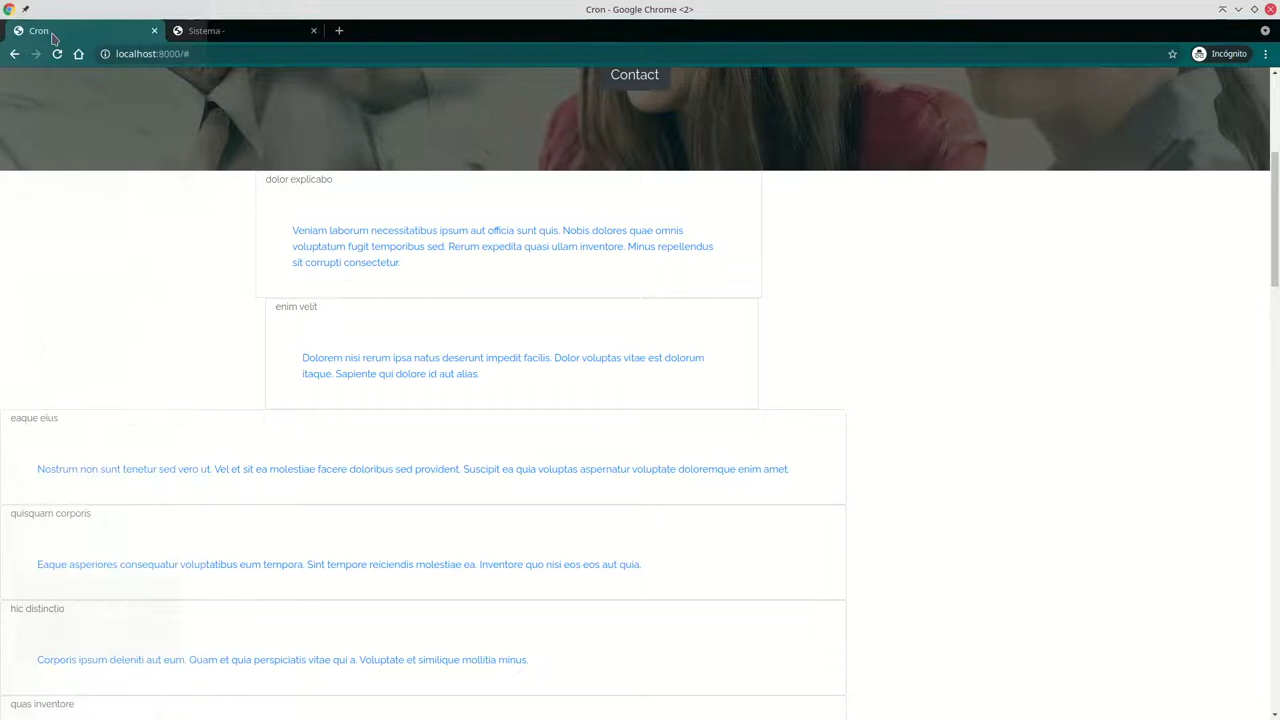 Cron - Google Chrome <2>
Cron
Sistema -
localhost:8000/#
Incógnito
Contact
dolor explicabo
Veniam laborum necessitatibus ipsum aut officia sunt quis. Nobis dolores quae omnis
voluptatum fugit temporibus sed. Rerum expedita quasi ullam inventore. Minus repellendus
sit corrupti consectetur.
enim velit
Dolorem nisi rerum ipsa natus deserunt impedit facilis. Dolor voluptas vitae est dolorum
itaque. Sapiente qui dolore id aut alias.
eaque eius
Nostrum non sunt tenetur sed vero ut. Vel et sit ea molestiae facere doloribus sed provident. Suscipit ea quia voluptas aspernatur voluptate doloremque enim amet.
quisquam corporis
Eaque asperiores consequatur voluptatibus eum tempora. Sint tempore reiciendis molestiae ea. Inventore quo nisi eos eos aut quia.
hic distinctio
Corporis ipsum deleniti aut eum. Quam et quia perspiciatis vitae qui a. Voluptate et similique mollitia minus.
quas inventore